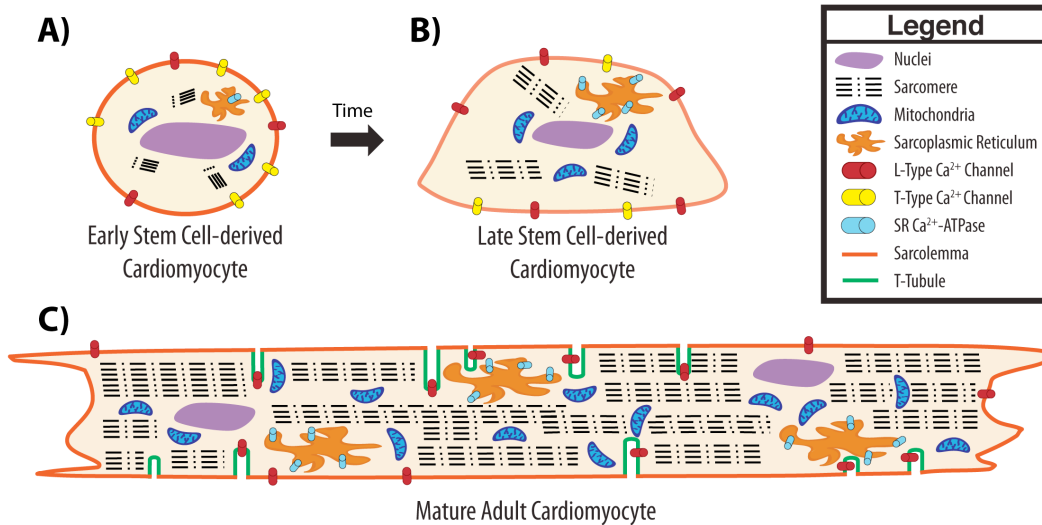 A)
Early Stem Cell-derived
Cardiomyocyte
Time
B)
Late Stem Cell-derived
Cardiomyocyte
Legend
Nuclei
Sarcomere
Mitochondria
Sarcoplasmic Reticulum
L-Type Ca²⁺ Channel
T-Type Ca²⁺ Channel
SR Ca²⁺-ATPase
Sarcolemma
T-Tubule
C)
Mature Adult Cardiomyocyte